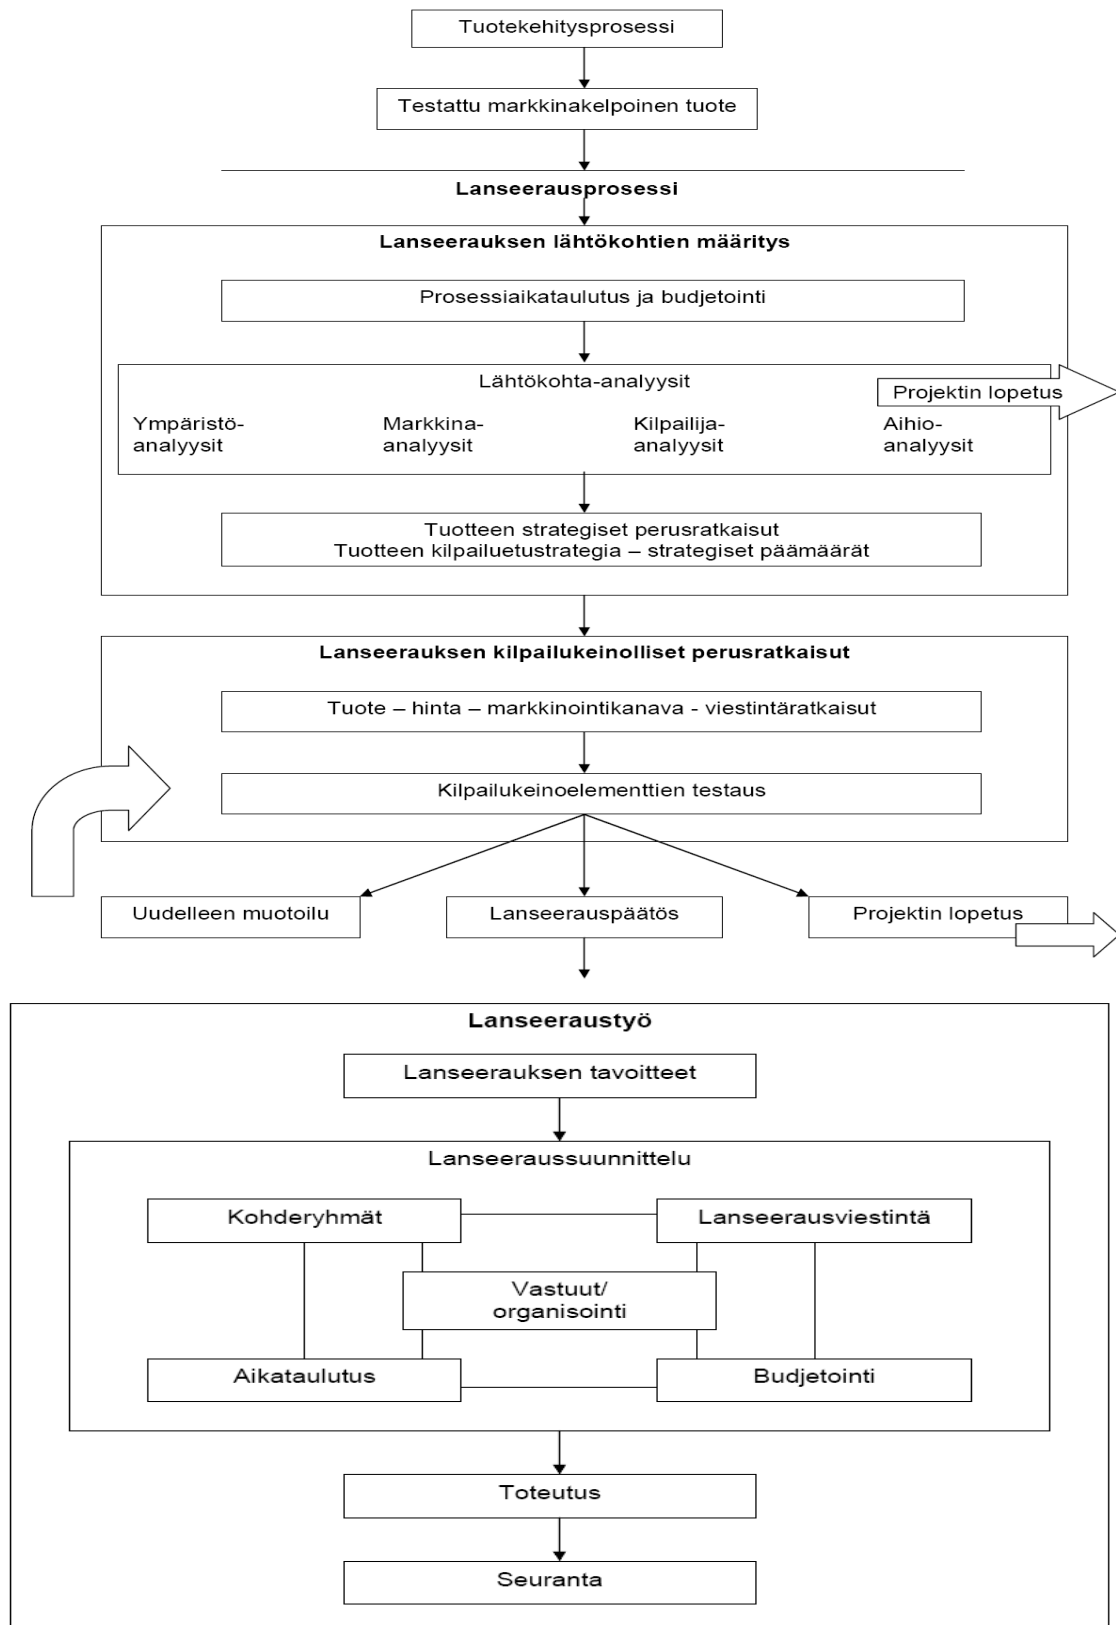 Tuotekehitysprosessi
Testattu markkinakelpoinen tuote
Lanseerausprosessi
Lanseerauksen lähtökohtien määritys
Prosessiaikataulutus ja budjetointi
Lähtökohta-analyysit
Projektin lopetus
Ympäristö-
analyysit
Markkina-
analyysit
Kilpailija-
analyysit
Aihio-
analyysit
Tuotteen strategiset perusratkaisut
Tuotteen kilpailuetustrategia – strategiset päämäärät
Lanseerauksen kilpailukeinolliset perusratkaisut
Tuote – hinta – markkinointikanava - viestintäratkaisut
Kilpailukeinoelementtien testaus
Uudelleen muotoilu
Lanseerauspäätös
Projektin lopetus
Lanseeraustyö
Lanseerauksen tavoitteet
Lanseeraussuunnittelu
Kohderyhmät
Lanseerausviestintä
Vastuut/
organisointi
Aikataulutus
Budjetointi
Toteutus
Seuranta